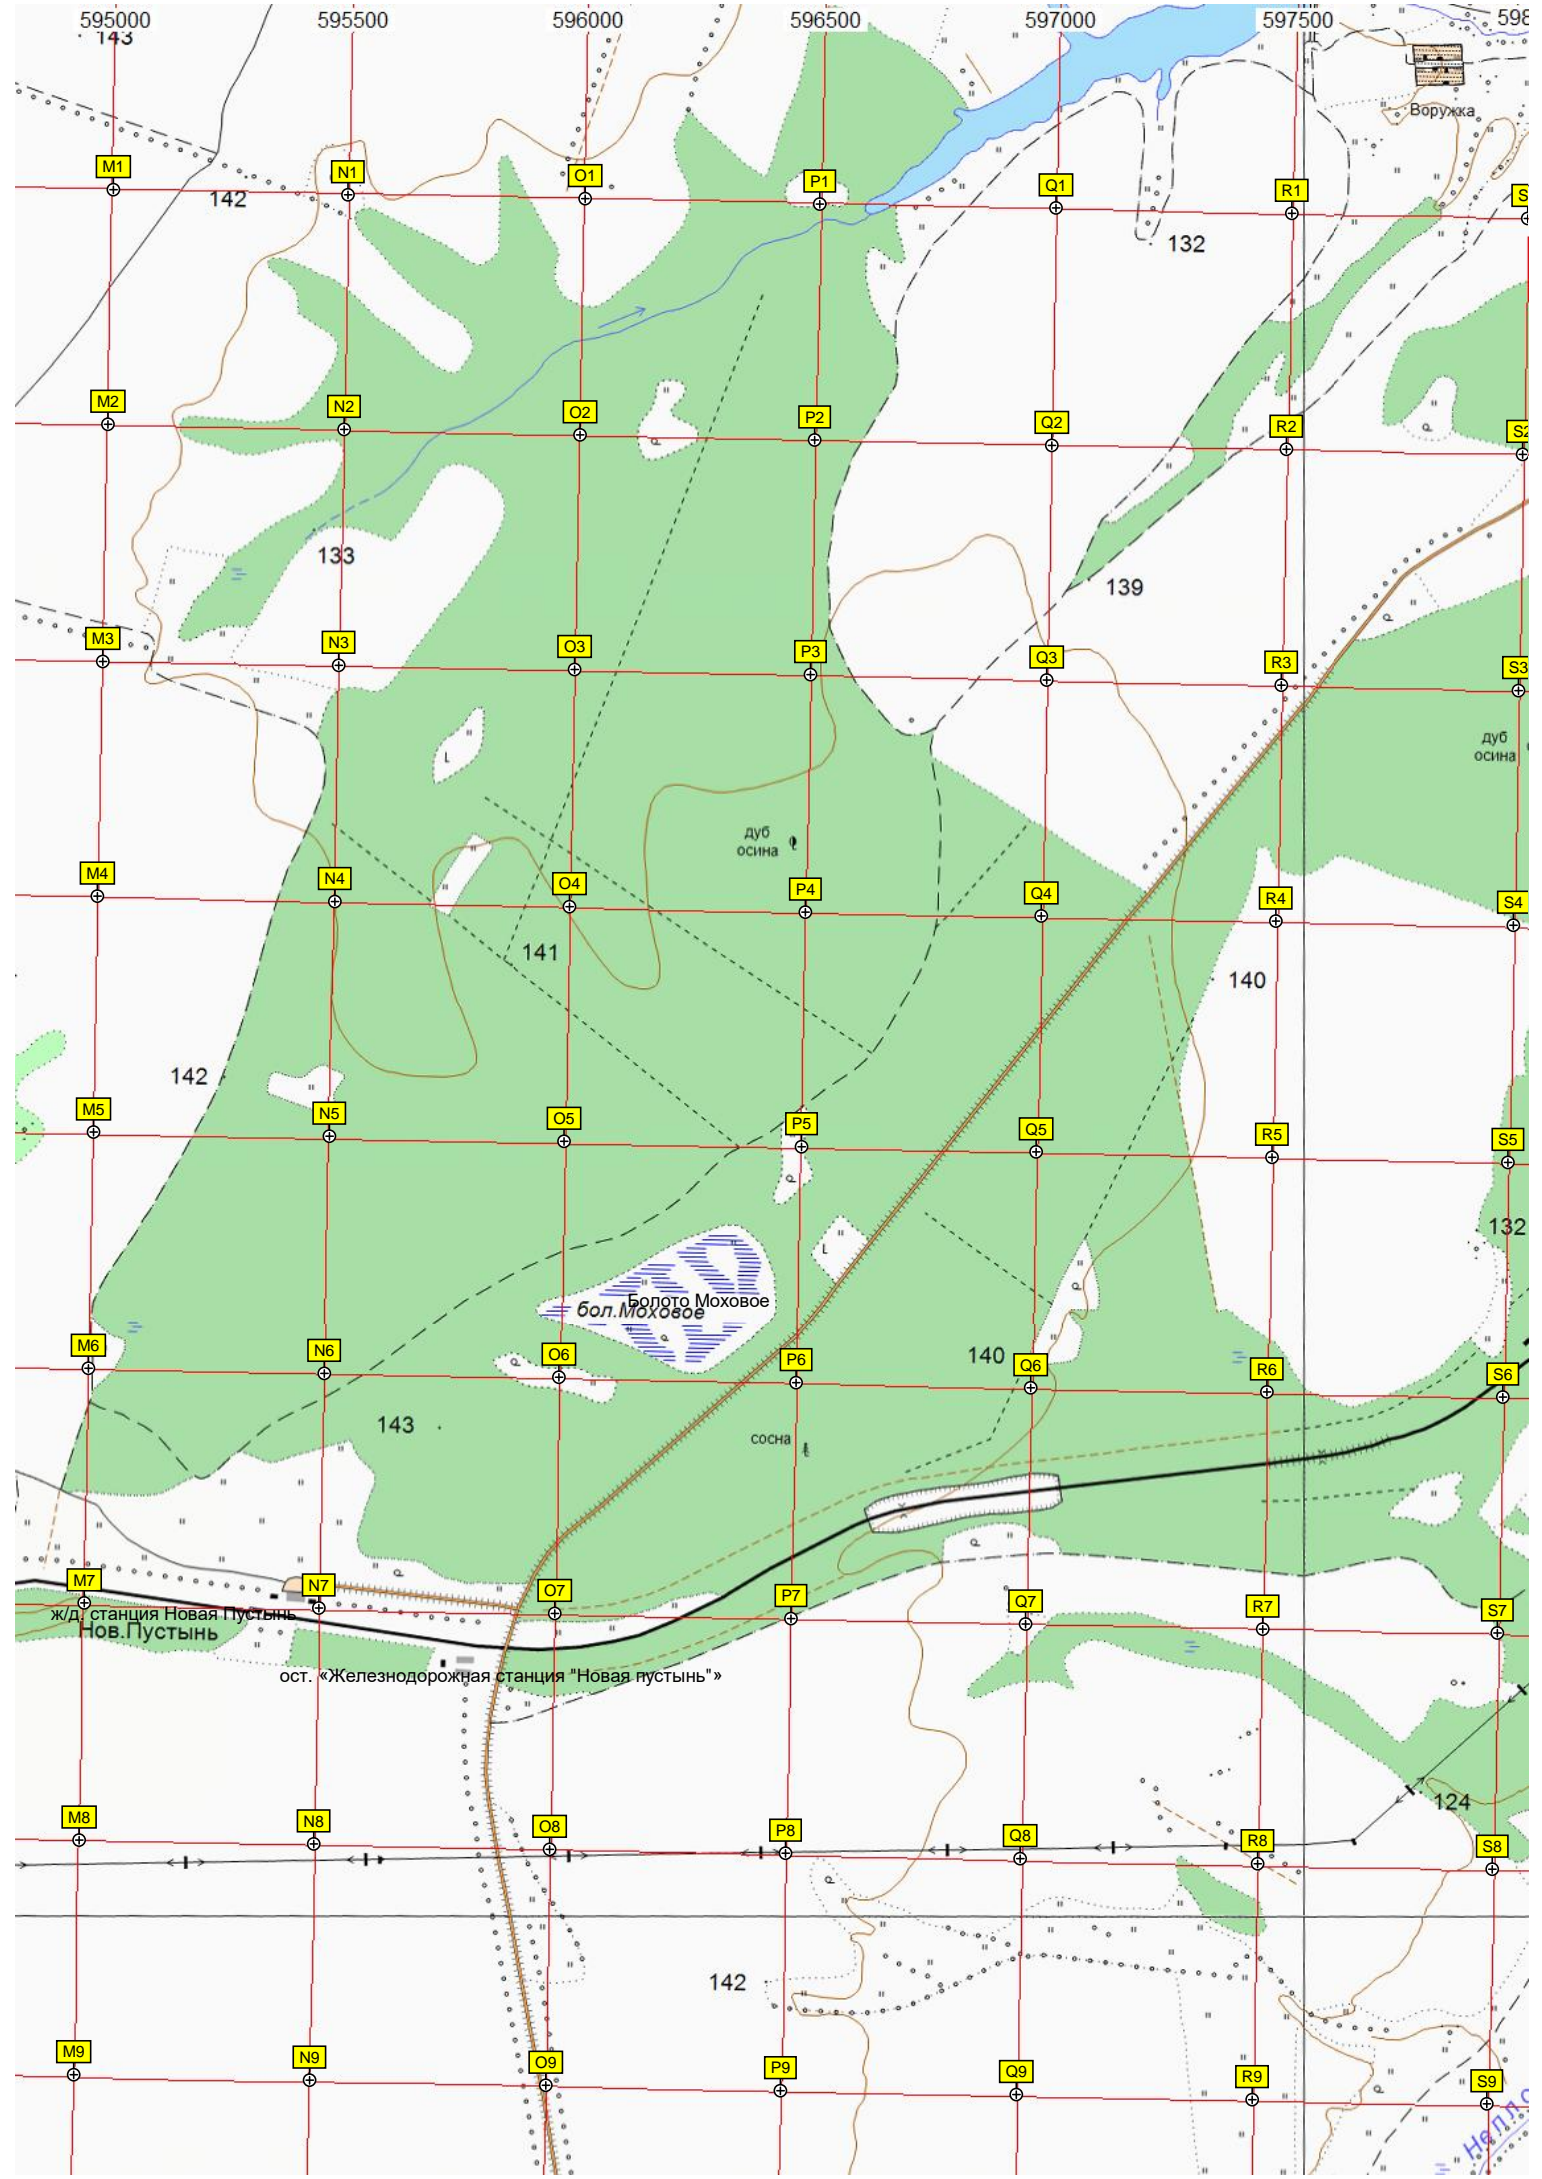 595000 595500 596000 596500 597000 597500 598
143
Воружка
M1 N1 O1 P1 Q1 R1 S
142
132
M2 N2 O2 P2 Q2 R2 S2
133
139
M3 N3 O3 P3 Q3 R3 S3
дуб
осина
дуб
осина
M4 N4 O4 P4 Q4 R4 S4
141
140
142
M5 N5 O5 P5 Q5 R5 S5
132
Болото Моховое
бол.Моховое
M6 N6 O6 P6 140 Q6 R6 S6
143
сосна
M7 N7 O7 P7 Q7 R7 S7
ж/д. станция Новая Пустынь
Нов.Пустынь
ост. «Железнодорожная станция "Новая пустынь"»
124
M8 N8 O8 P8 Q8 R8 S8
142
M9 N9 O9 P9 Q9 R9 S9